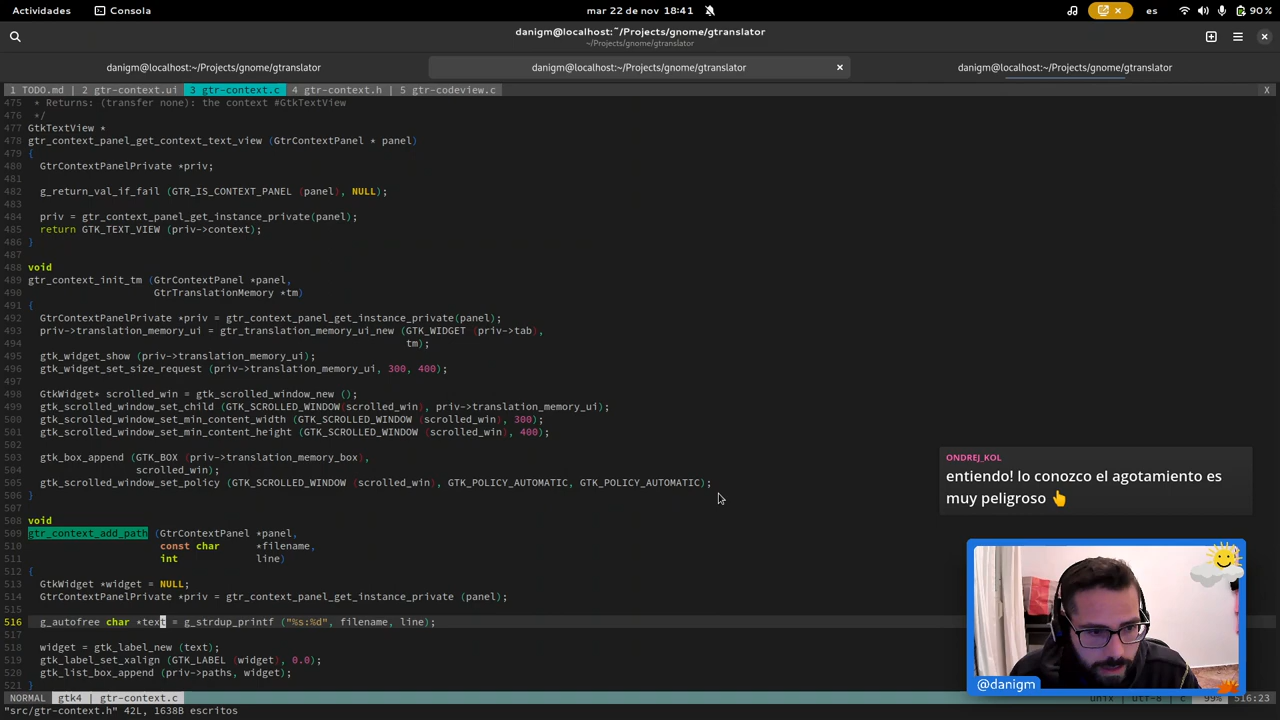 Actividades Consola mar 22 de nov 18:41 es 90 %
danigm@localhost:~/Projects/gnome/gtranslator
~/Projects/gnome/gtranslator
danigm@localhost:~/Projects/gnome/gtranslator danigm@localhost:~/Projects/gnome/gtranslator × danigm@localhost:~/Projects/gnome/gtranslator
1 TODO.md | 2 gtr-context.ui 3 gtr-context.c 4 gtr-context.h | 5 gtr-codeview.c X
475 * Returns: (transfer none): the context #GtkTextView
476 */
477 GtkTextView *
478 gtr_context_panel_get_context_text_view (GtrContextPanel * panel)
479 {
480 GtrContextPanelPrivate *priv;
481
482 g_return_val_if_fail (GTR_IS_CONTEXT_PANEL (panel), NULL);
483
484 priv = gtr_context_panel_get_instance_private(panel);
485 return GTK_TEXT_VIEW (priv->context);
486 }
487
488 void
489 gtr_context_init_tm (GtrContextPanel *panel,
490 GtrTranslationMemory *tm)
491 {
492 GtrContextPanelPrivate *priv = gtr_context_panel_get_instance_private(panel);
493 priv->translation_memory_ui = gtr_translation_memory_ui_new (GTK_WIDGET (priv->tab),
494 tm);
495 gtk_widget_show (priv->translation_memory_ui);
496 gtk_widget_set_size_request (priv->translation_memory_ui, 300, 400);
497
498 GtkWidget* scrolled_win = gtk_scrolled_window_new ();
499 gtk_scrolled_window_set_child (GTK_SCROLLED_WINDOW(scrolled_win), priv->translation_memory_ui);
500 gtk_scrolled_window_set_min_content_width (GTK_SCROLLED_WINDOW (scrolled_win), 300);
501 gtk_scrolled_window_set_min_content_height (GTK_SCROLLED_WINDOW (scrolled_win), 400);
502
503 gtk_box_append (GTK_BOX (priv->translation_memory_box),
504 scrolled_win);
505 gtk_scrolled_window_set_policy (GTK_SCROLLED_WINDOW (scrolled_win), GTK_POLICY_AUTOMATIC, GTK_POLICY_AUTOMATIC);
506 }
507
508 void
509 gtr_context_add_path (GtrContextPanel *panel,
510 const char *filename,
511 int line)
512 {
513 GtkWidget *widget = NULL;
514 GtrContextPanelPrivate *priv = gtr_context_panel_get_instance_private (panel);
515
516 g_autofree char *text = g_strdup_printf ("%s:%d", filename, line);
517
518 widget = gtk_label_new (text);
519 gtk_label_set_xalign (GTK_LABEL (widget), 0.0);
520 gtk_list_box_append (priv->paths, widget);
521 }
NORMAL gtk4 | gtr-context.c unix | utf-8 | c 99% 516:23
"src/gtr-context.h" 42L, 1638B escritos
ONDREJ_KOL
entiendo! lo conozco el agotamiento es
muy peligroso 👆
@danigm